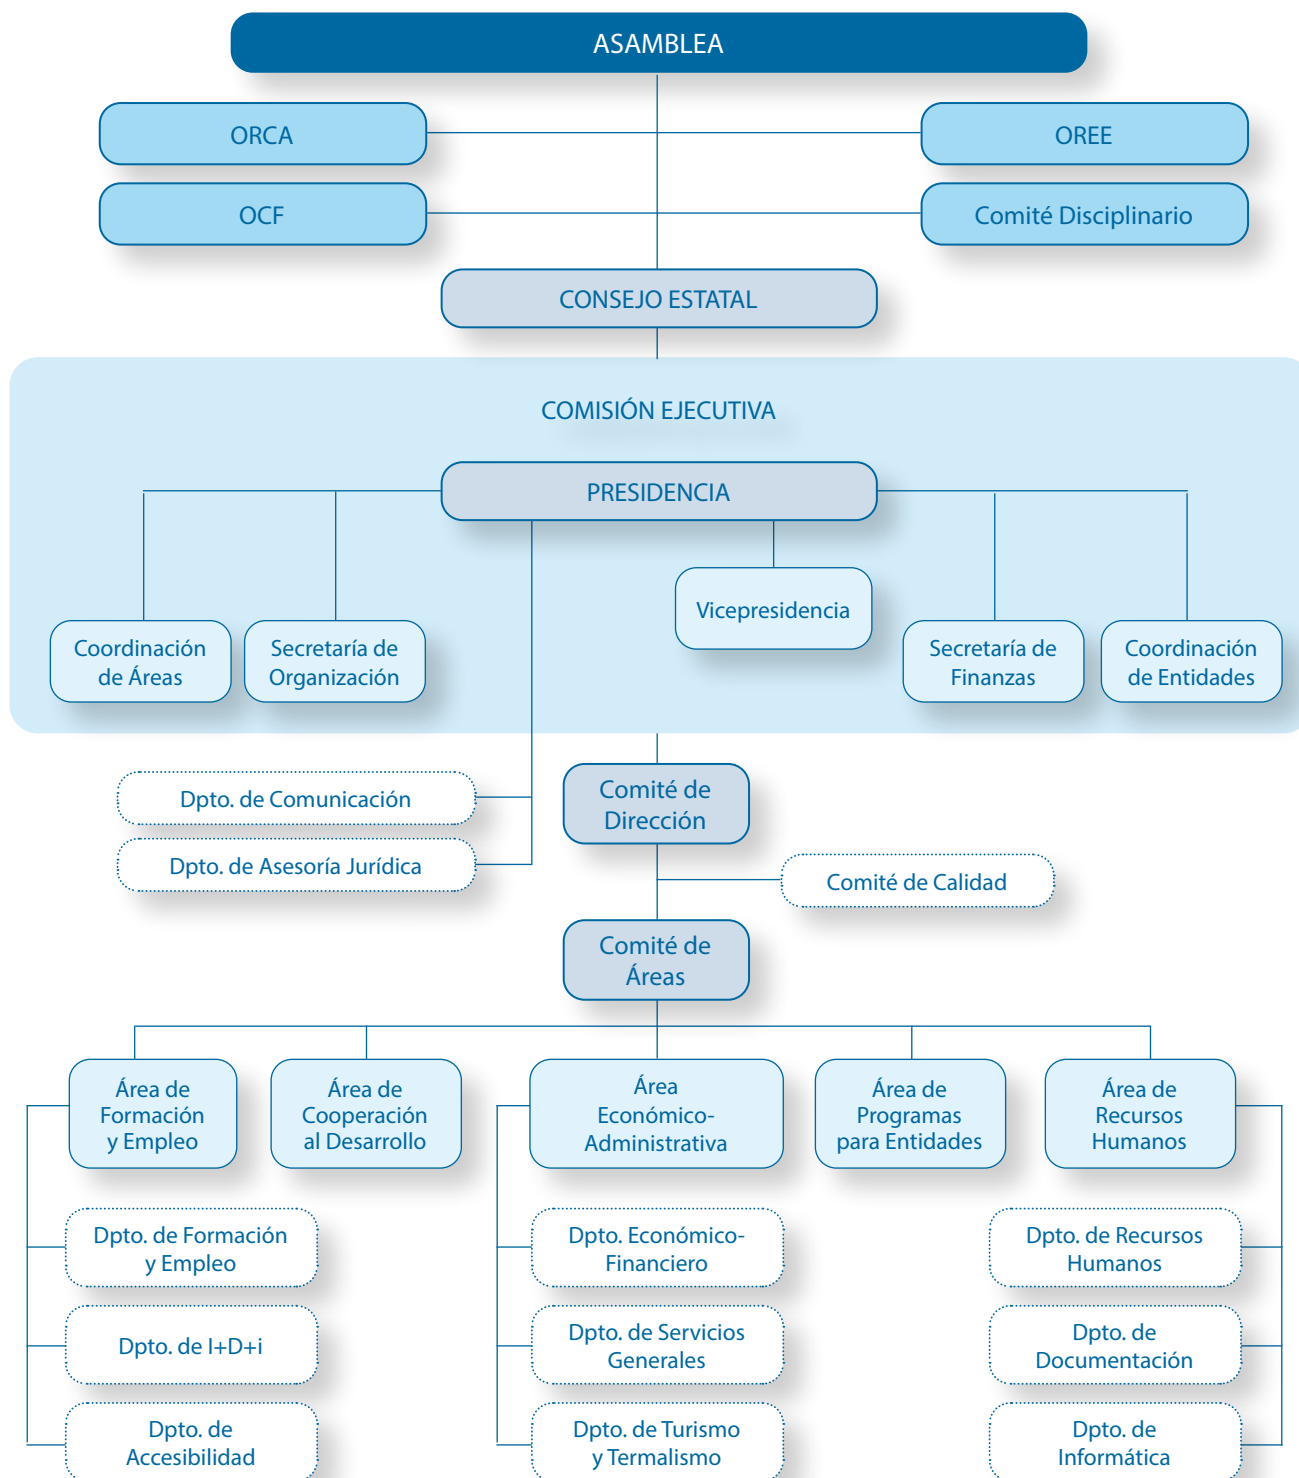 ASAMBLEA
ORCA
OREE
OCF
Comité Disciplinario
CONSEJO ESTATAL
COMISIÓN EJECUTIVA
PRESIDENCIA
Vicepresidencia
Coordinación
de Áreas
Secretaría de
Organización
Secretaría de
Finanzas
Coordinación
de Entidades
Dpto. de Comunicación
Dpto. de Asesoría Jurídica
Comité de
Dirección
Comité de Calidad
Comité de
Áreas
Área de
Formación
y Empleo
Área de
Cooperación
al Desarrollo
Área
Económico-
Administrativa
Área de
Programas
para Entidades
Área de
Recursos
Humanos
Dpto. de Formación
y Empleo
Dpto. Económico-
Financiero
Dpto. de Recursos
Humanos
Dpto. de I+D+i
Dpto. de Servicios
Generales
Dpto. de
Documentación
Dpto. de
Accesibilidad
Dpto. de Turismo
y Termalismo
Dpto. de
Informática